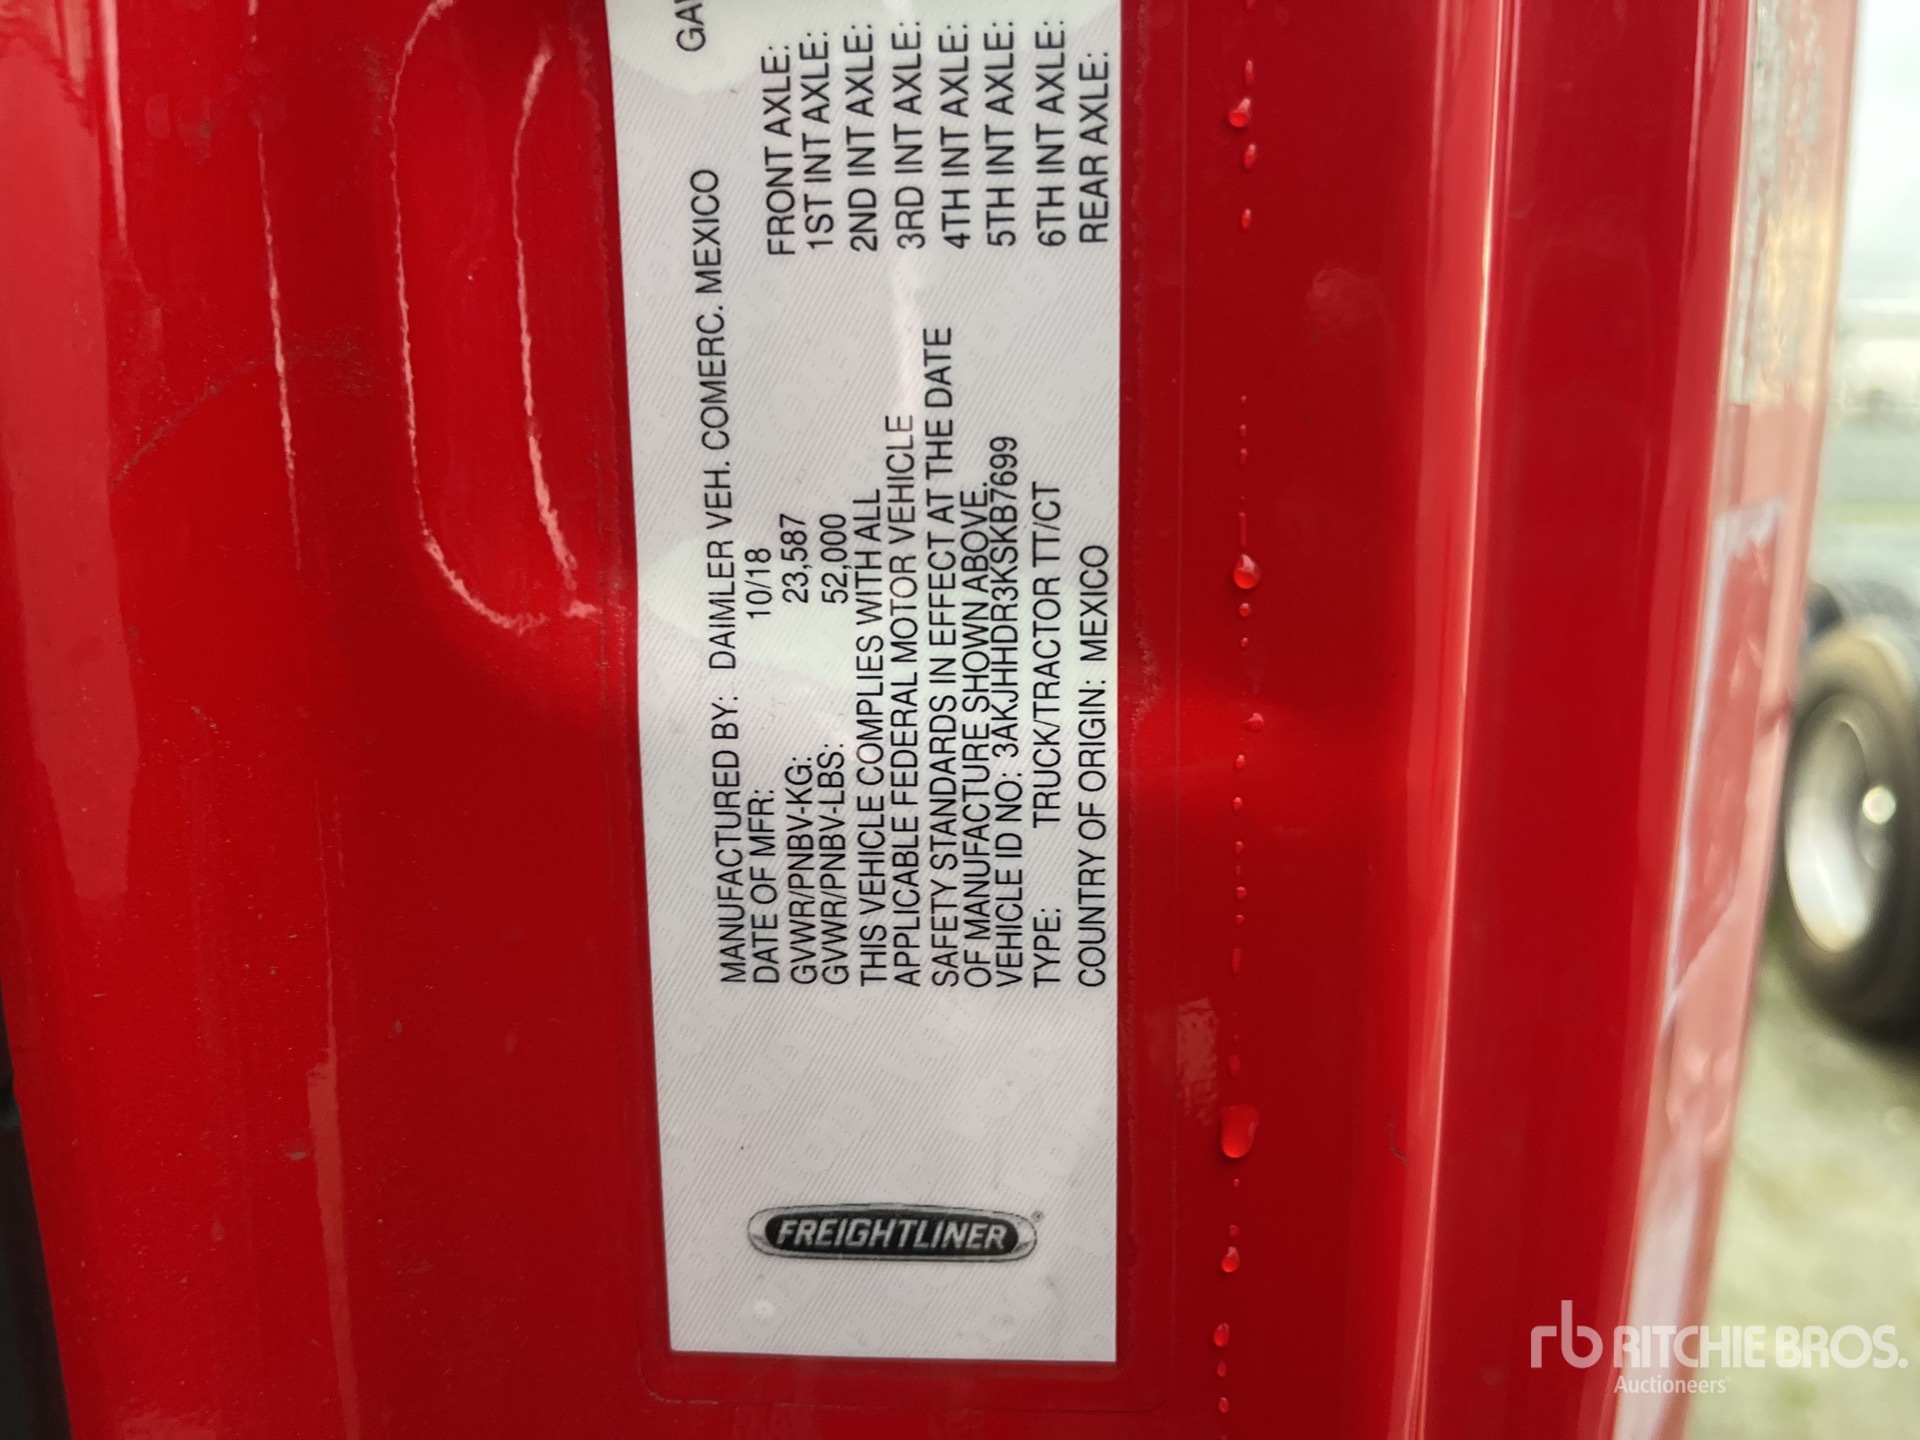 FREIGHTLINER
MANUFACTURED BY: DAIMLER VEH. COMERC. MEXICO
DATE OF MFR: 10/18
GVWR/PNBV-KG: 23,587
GVWR/PNBV-LBS: 52,000
THIS VEHICLE COMPLIES WITH ALL
APPLICABLE FEDERAL MOTOR VEHICLE
SAFETY STANDARDS IN EFFECT AT THE DATE
OF MANUFACTURE SHOWN ABOVE.
VEHICLE ID NO: 3AKJHHDR3KSKB7699
TYPE: TRUCK/TRACTOR TT/CT
COUNTRY OF ORIGIN: MEXICO
FRONT AXLE:
1ST INT AXLE:
2ND INT AXLE:
3RD INT AXLE:
4TH INT AXLE:
5TH INT AXLE:
6TH INT AXLE:
REAR AXLE:
rb RITCHIE BROS.
Auctioneers